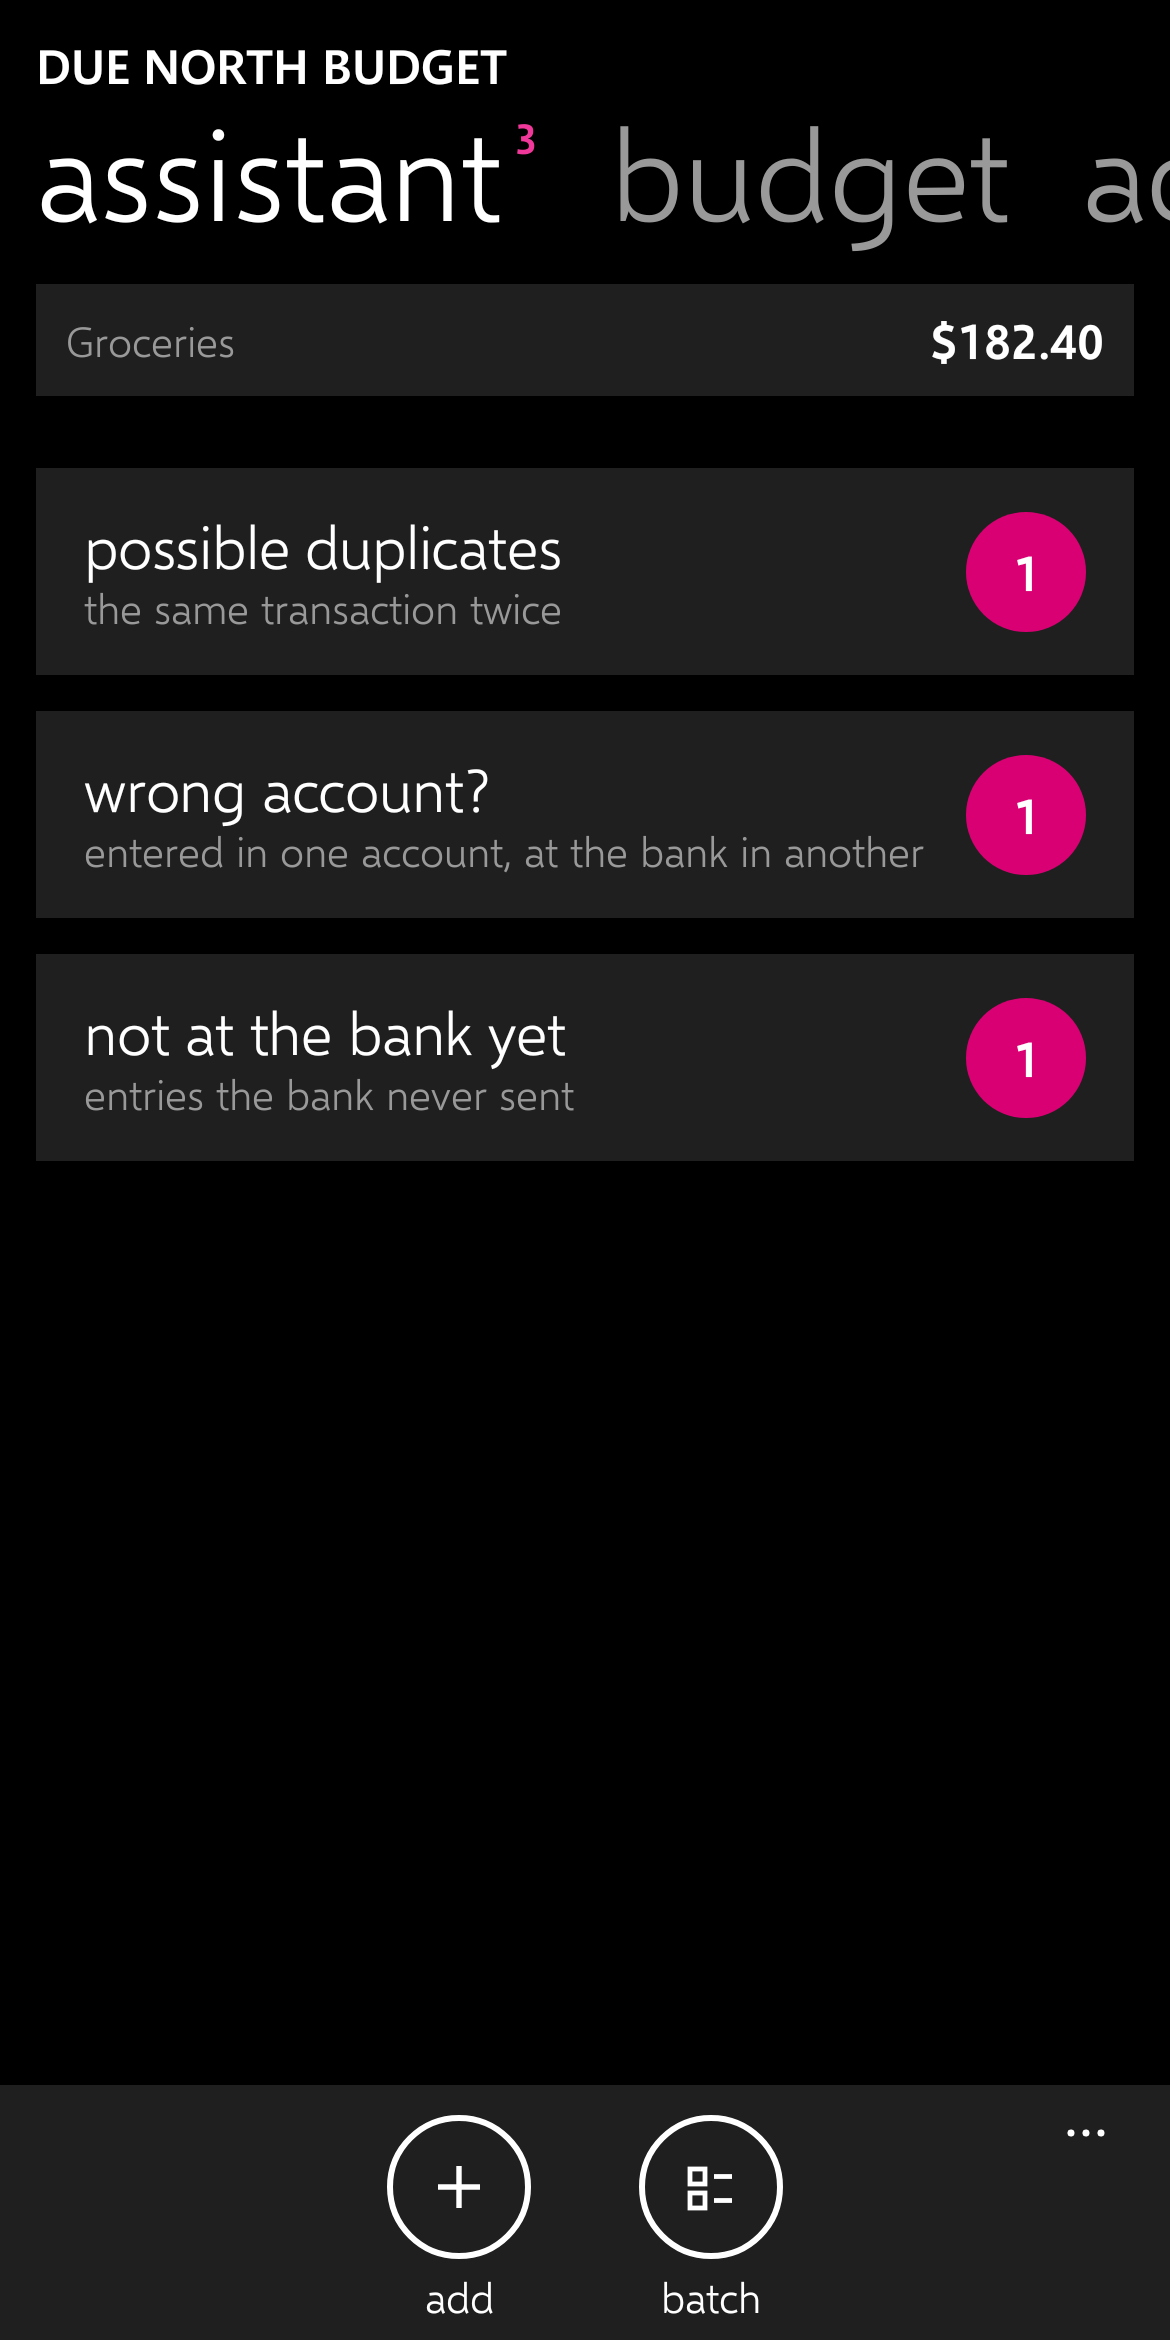 DUE NORTH BUDGET
assistant 3 budget ac
Groceries $182.40
possible duplicates
the same transaction twice
1
wrong account?
entered in one account, at the bank in another
1
not at the bank yet
entries the bank never sent
1
...
add batch